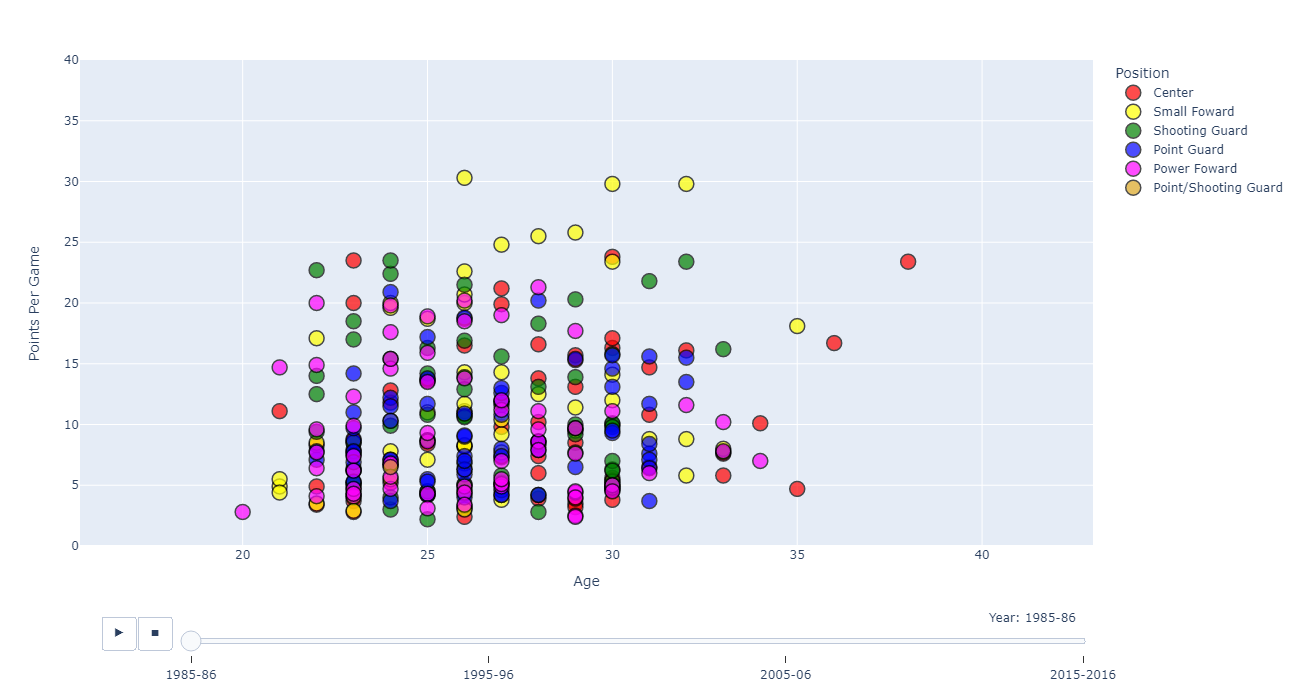 40
35
30
25
20
15
10
5
0
Points Per Game
20
25
30
35
40
Age
Position
Center
Small Foward
Shooting Guard
Point Guard
Power Foward
Point/Shooting Guard
Year: 1985-86
1985-86
1995-96
2005-06
2015-2016